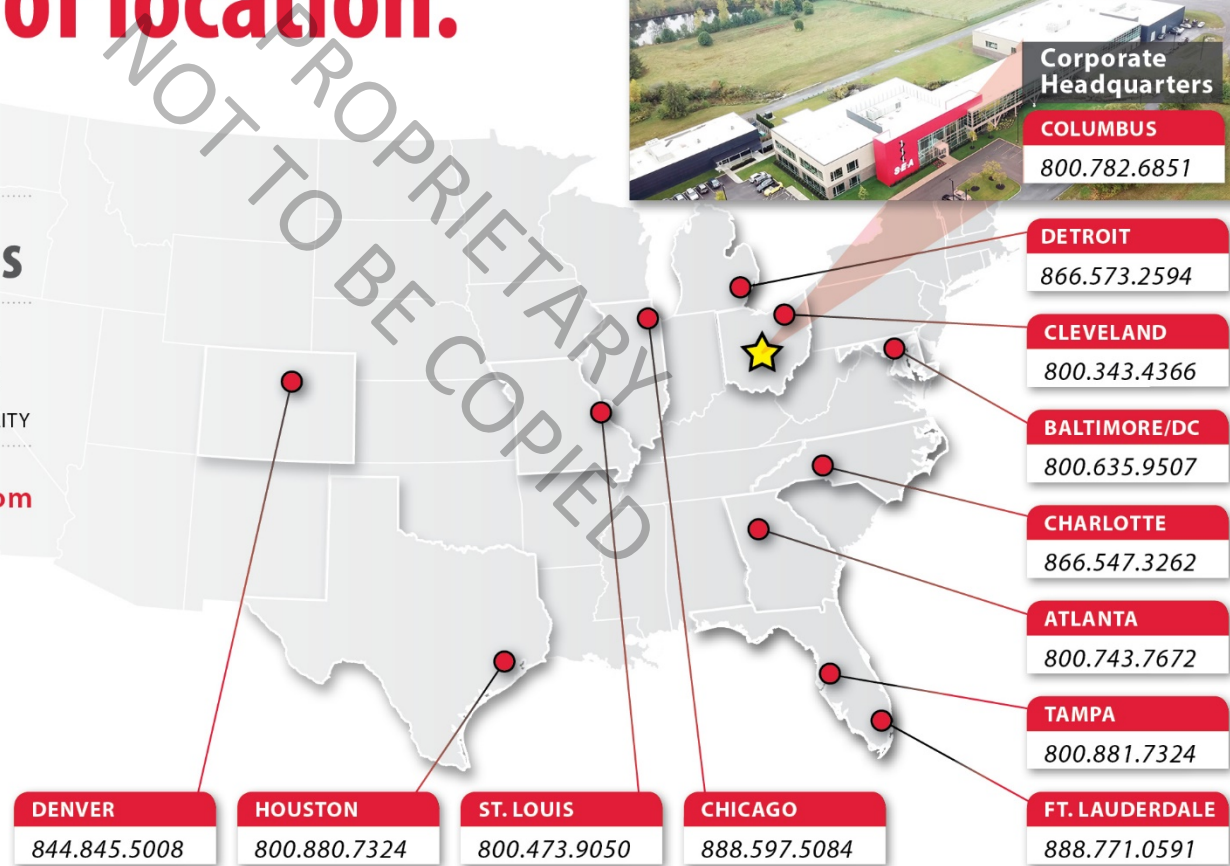 of location.
Corporate
Headquarters
COLUMBUS
800.782.6851
SEA
S
ITY
om
PROPRIETARY
NOT TO BE COPIED
DETROIT
866.573.2594
CLEVELAND
800.343.4366
BALTIMORE/DC
800.635.9507
CHARLOTTE
866.547.3262
ATLANTA
800.743.7672
TAMPA
800.881.7324
FT. LAUDERDALE
888.771.0591
DENVER
844.845.5008
HOUSTON
800.880.7324
ST. LOUIS
800.473.9050
CHICAGO
888.597.5084